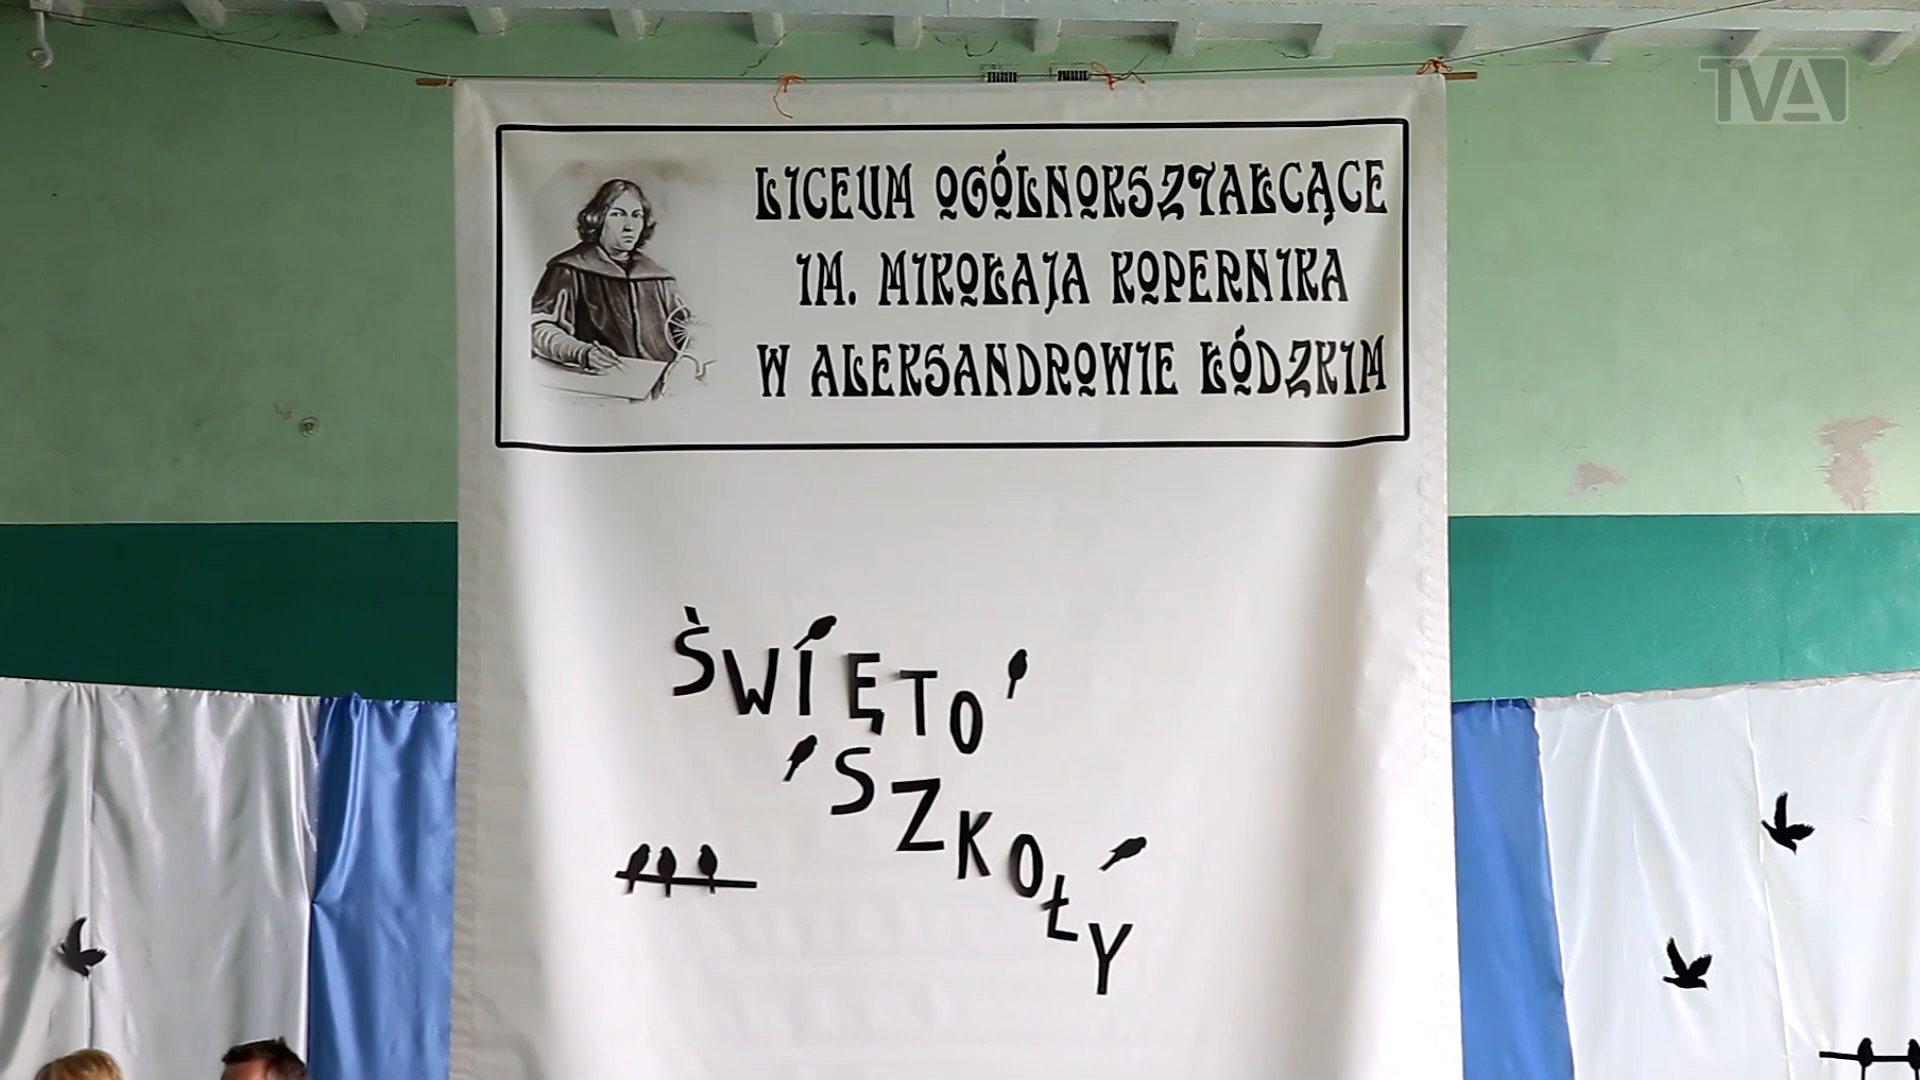 TVA
LICEUM OGÓLNOKSZTAŁCĄCE
IM. MIKOŁAJA KOPERNIKA
W ALEKSANDROWIE ŁÓDZKIM
ŚWIĘTO
SZKOŁY